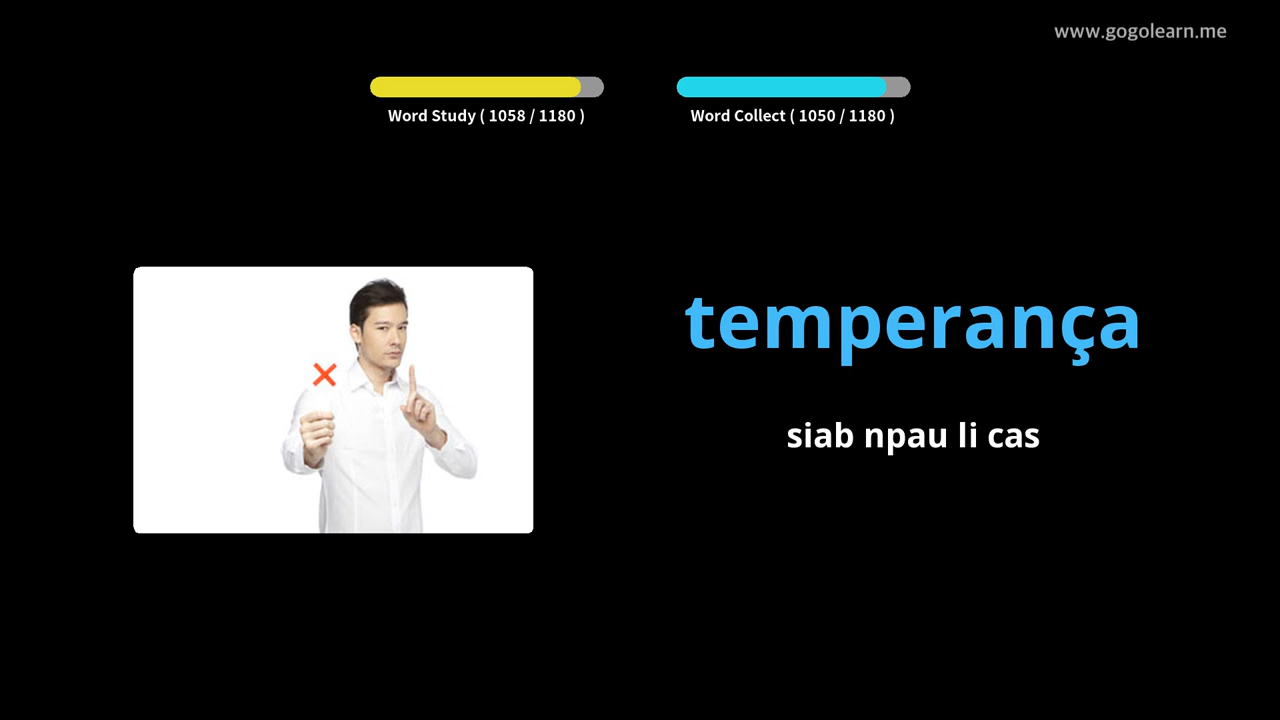 www.gogolearn.me
Word Study ( 1058 / 1180 )
Word Collect ( 1050 / 1180 )
temperança
siab npau li cas